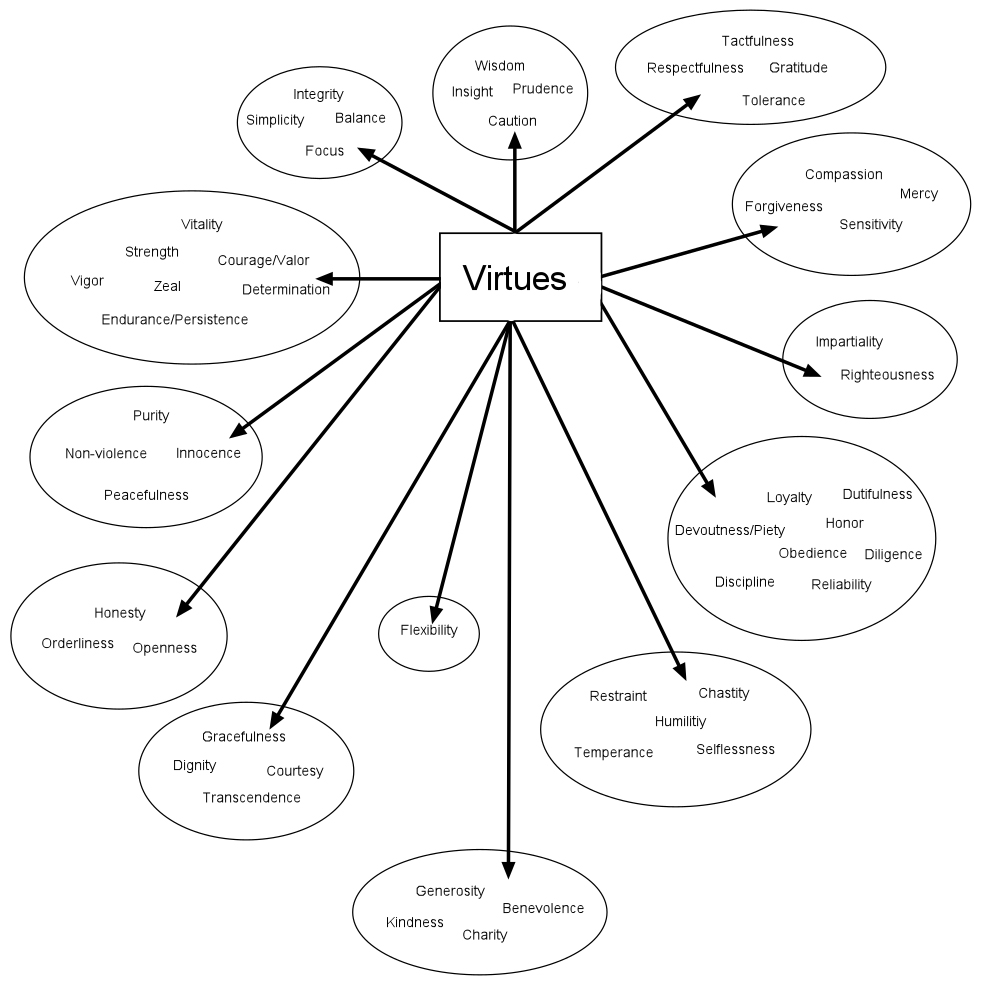 Tactfulness
Respectfulness Gratitude
Tolerance
Wisdom
Insight Prudence
Caution
Integrity
Simplicity Balance
Focus
Compassion
Mercy
Forgiveness
Sensitivity
Vitality
Strength
Courage/Valor
Vigor Zeal
Determination
Endurance/Persistence
Virtues
Impartiality
Righteousness
Purity
Non-violence Innocence
Peacefulness
Loyalty Dutifulness
Devoutness/Piety Honor
Obedience Diligence
Discipline Reliability
Honesty
Orderliness Openness
Flexibility
Restraint Chastity
Humilitiy
Temperance Selflessness
Gracefulness
Dignity Courtesy
Transcendence
Generosity
Benevolence
Kindness
Charity